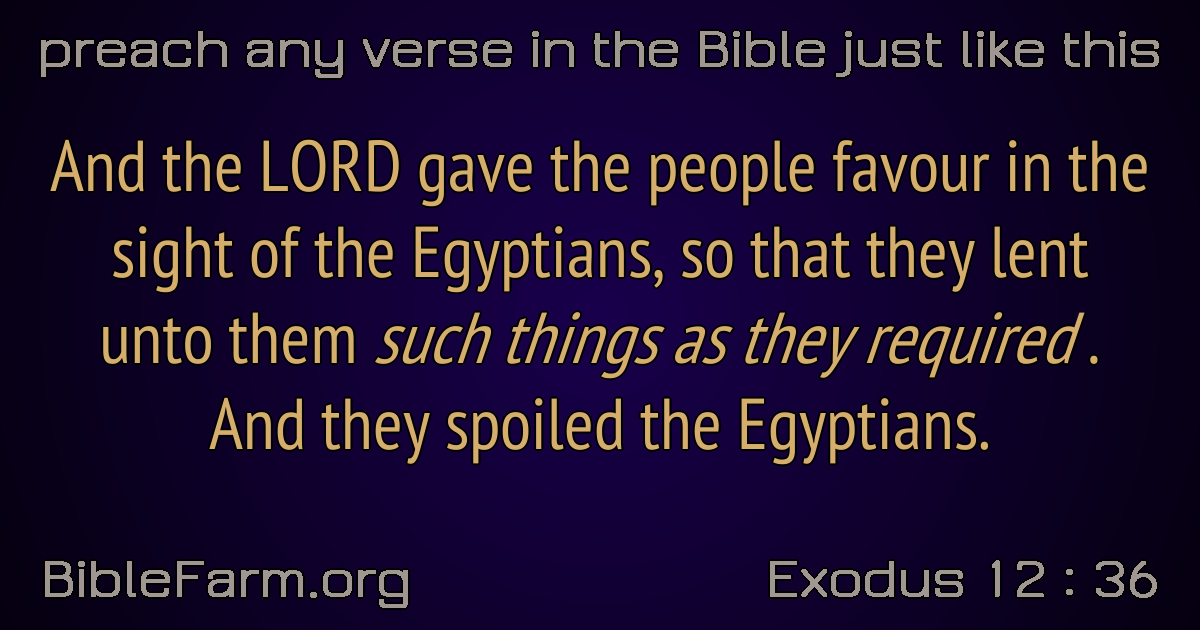 preach any verse in the Bible just like this
And the LORD gave the people favour in the
sight of the Egyptians, so that they lent
unto them such things as they required .
And they spoiled the Egyptians.
BibleFarm.org
Exodus 12 : 36